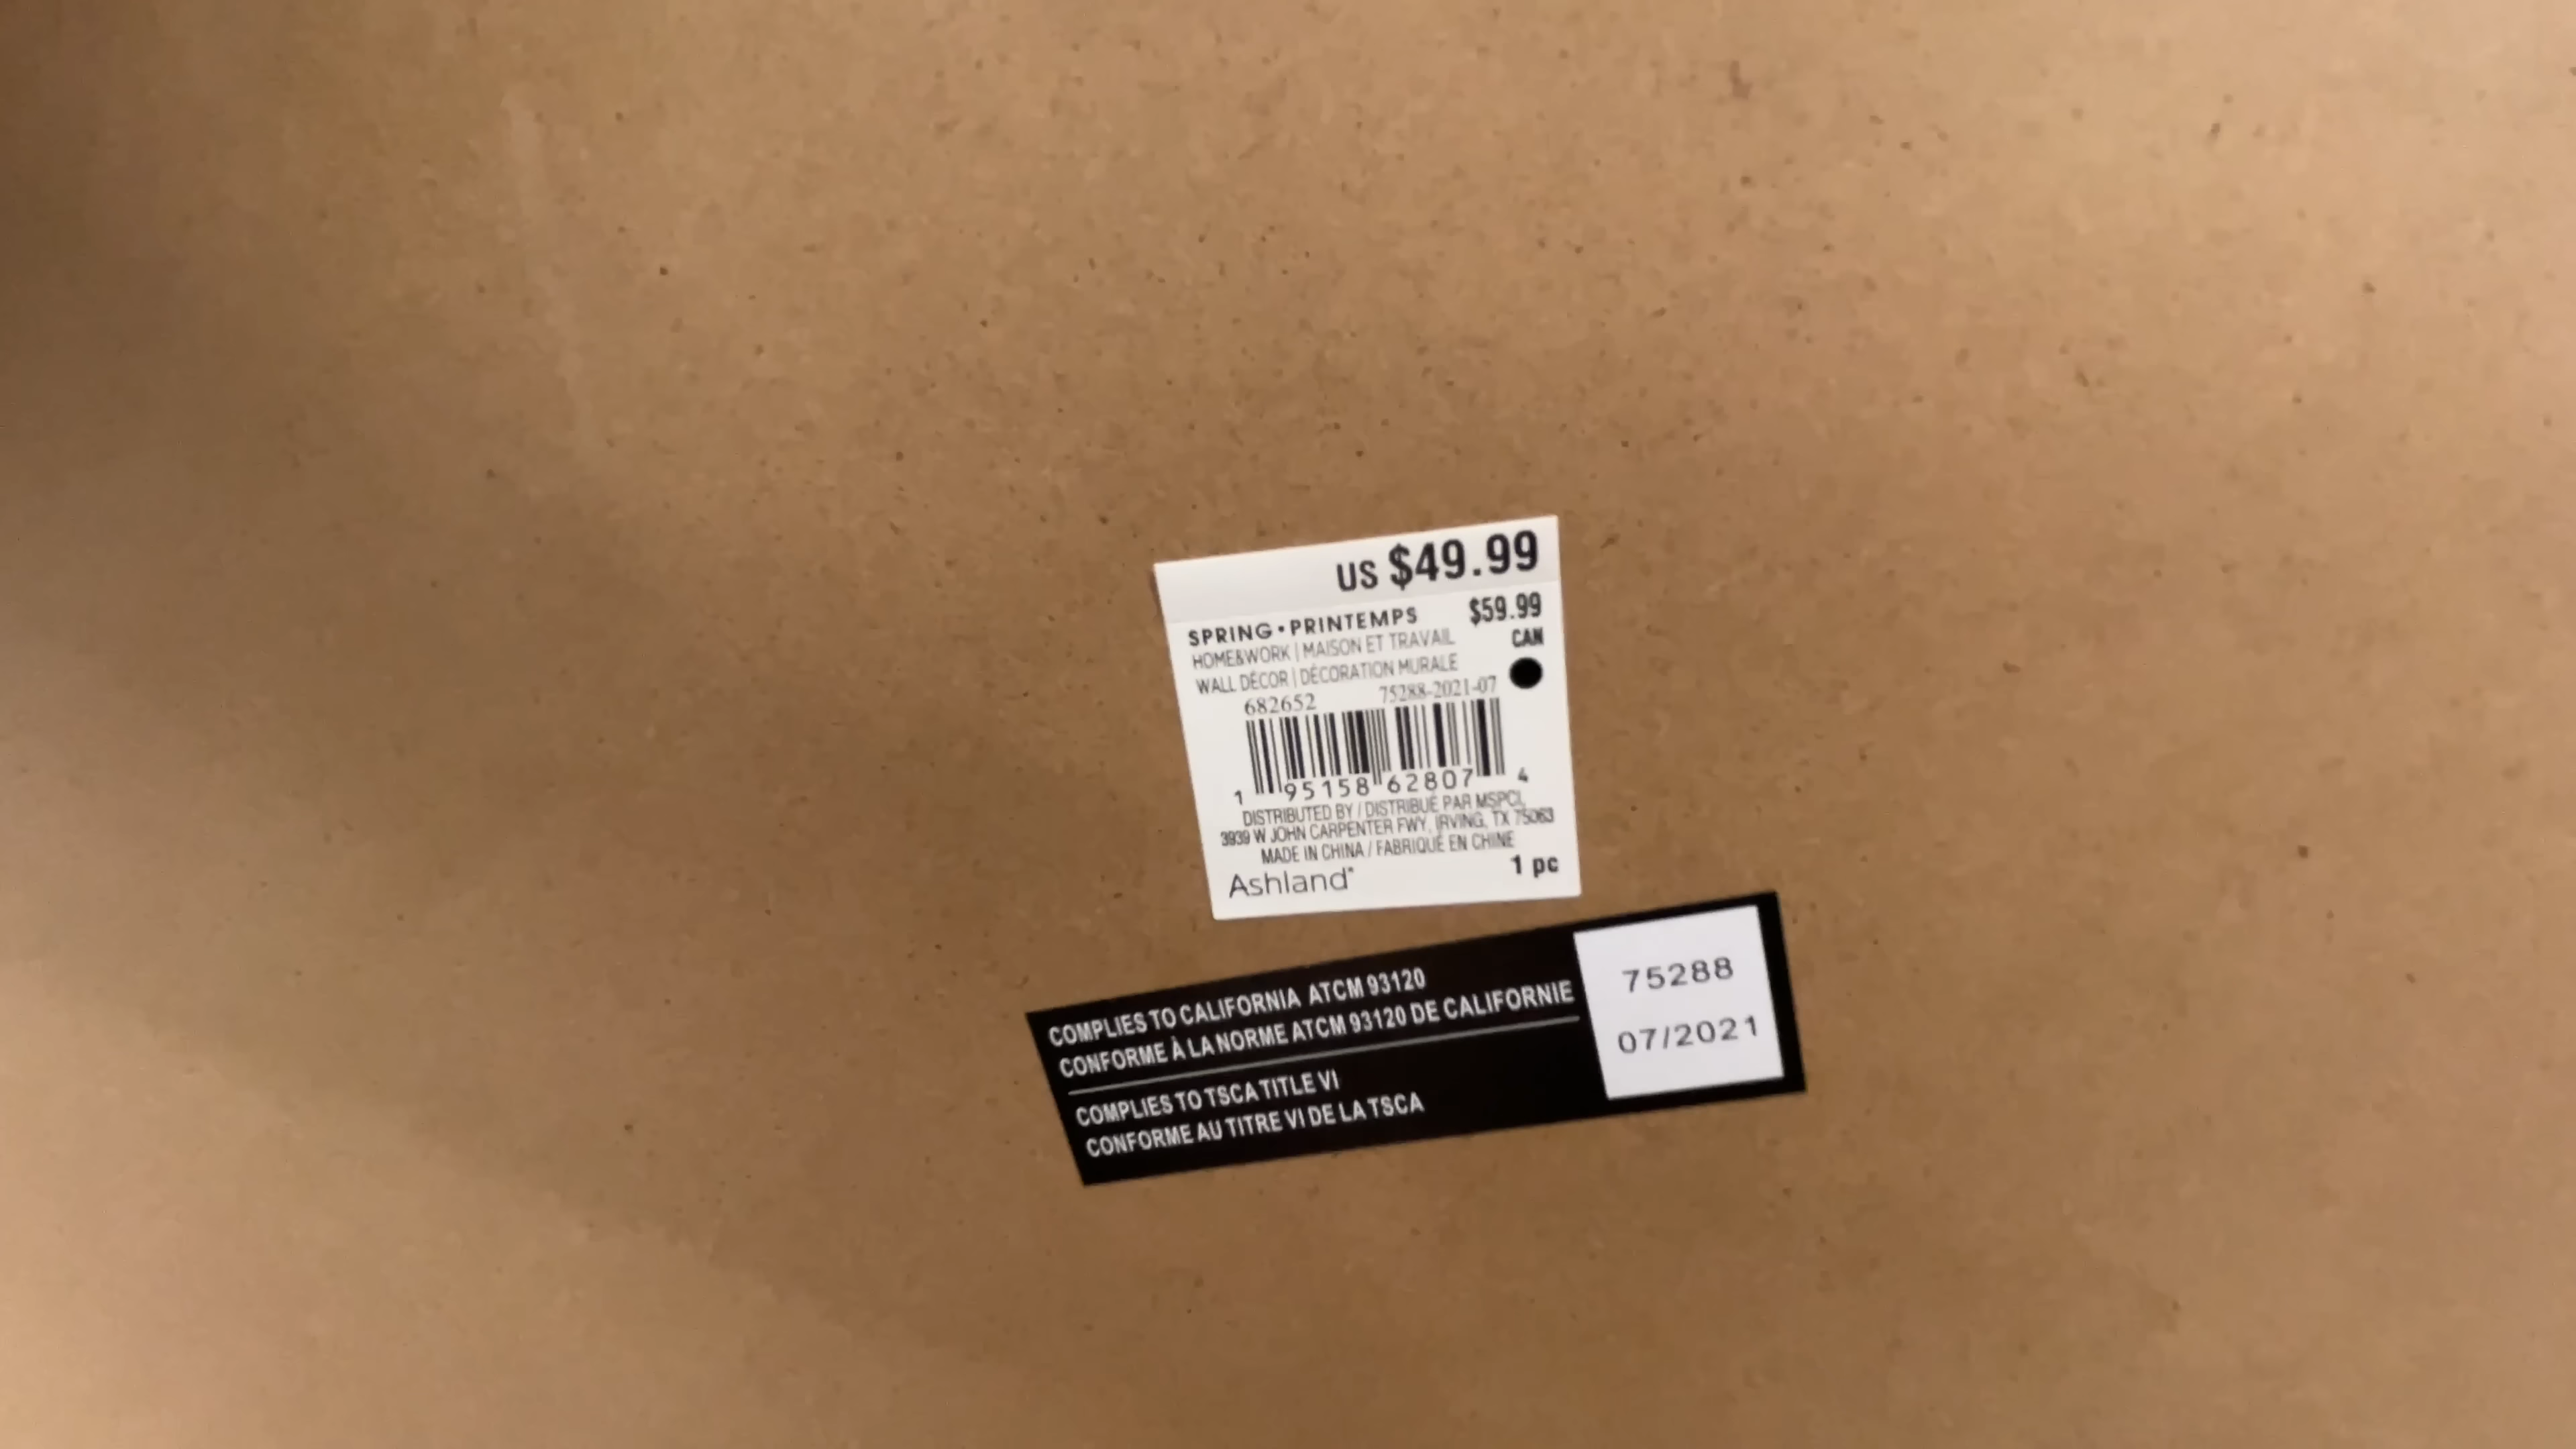 US $49.99
SPRING • PRINTEMPS $59.99
HOME&WORK | MAISON ET TRAVAIL CAN
WALL DÉCOR | DÉCORATION MURALE
682652 75288-2021-07
1 95158 62807 4
DISTRIBUTED BY / DISTRIBUÉ PAR MSPCI,
3939 W JOHN CARPENTER FWY, IRVING, TX 75063
MADE IN CHINA / FABRIQUÉ EN CHINE
Ashland 1 pc
COMPLIES TO CALIFORNIA ATCM 93120
CONFORME À LA NORME ATCM 93120 DE CALIFORNIE
COMPLIES TO TSCA TITLE VI
CONFORME AU TITRE VI DE LA TSCA
75288
07/2021